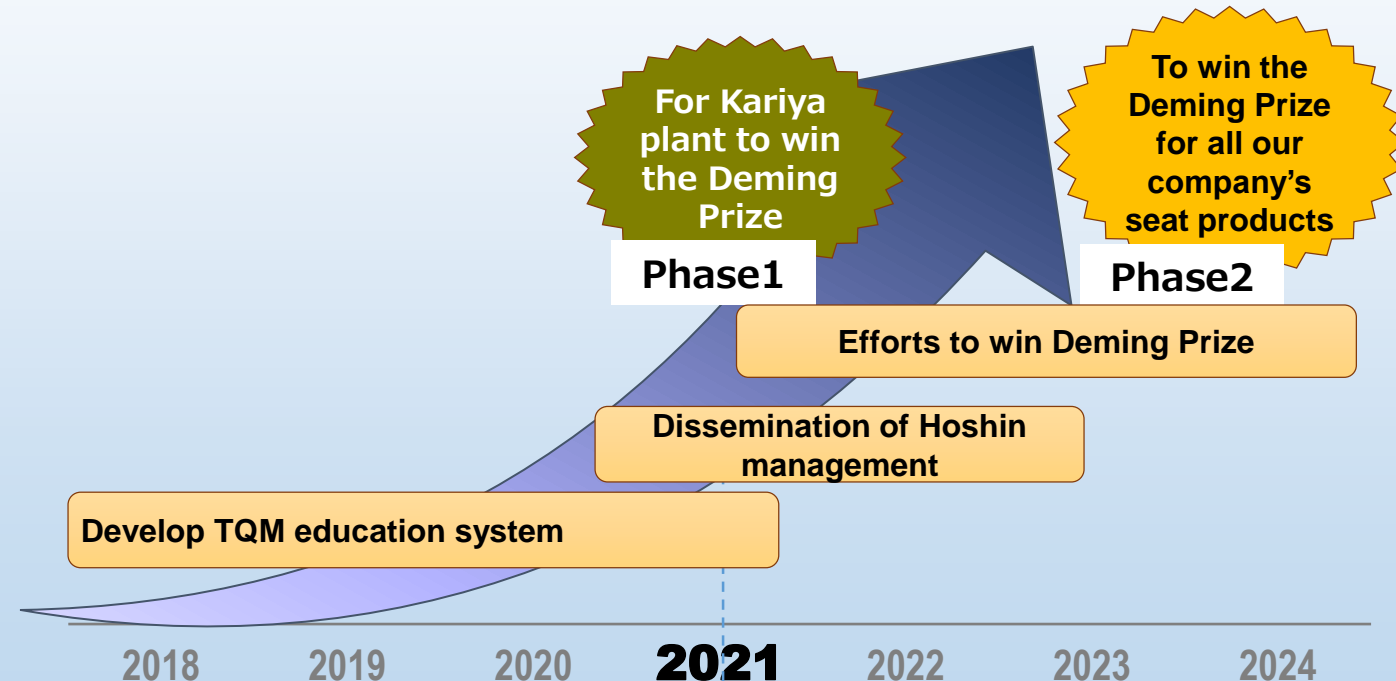 For Kariya
plant to win
the Deming
Prize
Phase1
To win the
Deming Prize
for all our
company’s
seat products
Phase2
Efforts to win Deming Prize
Dissemination of Hoshin
management
Develop TQM education system
2018 2019 2020 2021 2022 2023 2024